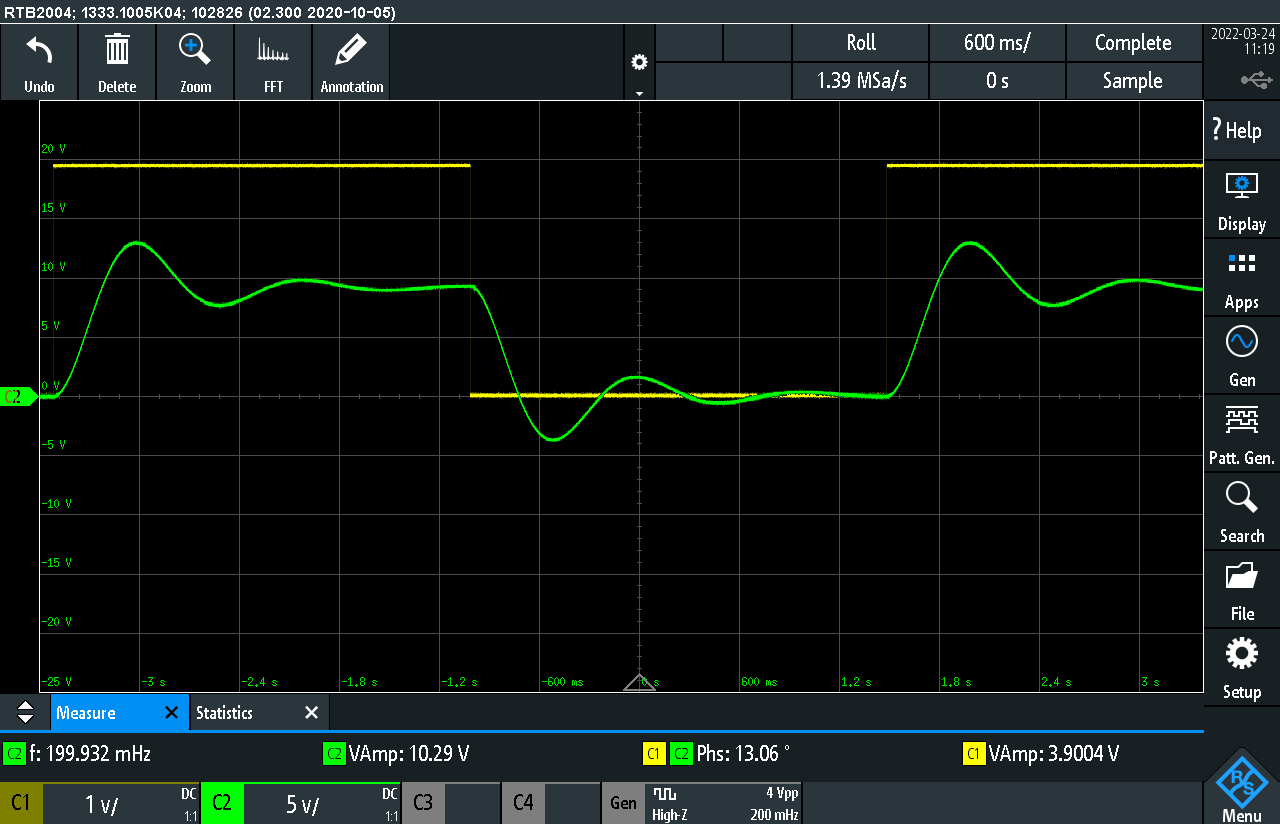 RTB2004; 1333.1005K04; 102826 (02.300 2020-10-05)
Undo
Delete
Zoom
FFT
Annotation
Roll
600 ms/
Complete
1.39 MSa/s
0 s
Sample
2022-03-24
11:19
? Help
Display
Apps
Gen
Patt. Gen.
Search
File
Setup
Menu
20 V
15 V
10 V
5 V
0 V
C2
-5 V
-10 V
-15 V
-20 V
-25 V
-3 s
-2,4 s
-1,8 s
-1,2 s
-600 ms
s
600 ms
1,2 s
1,8 s
2,4 s
3 s
Measure
Statistics
C2 f: 199.932 mHz
C2 VAmp: 10.29 V
C1 C2 Phs: 13.06 °
C1 VAmp: 3.9004 V
C1
1 V/
DC
1:1
C2
5 V/
DC
1:1
C3
C4
Gen
High-Z
4 Vpp
200 mHz
R S